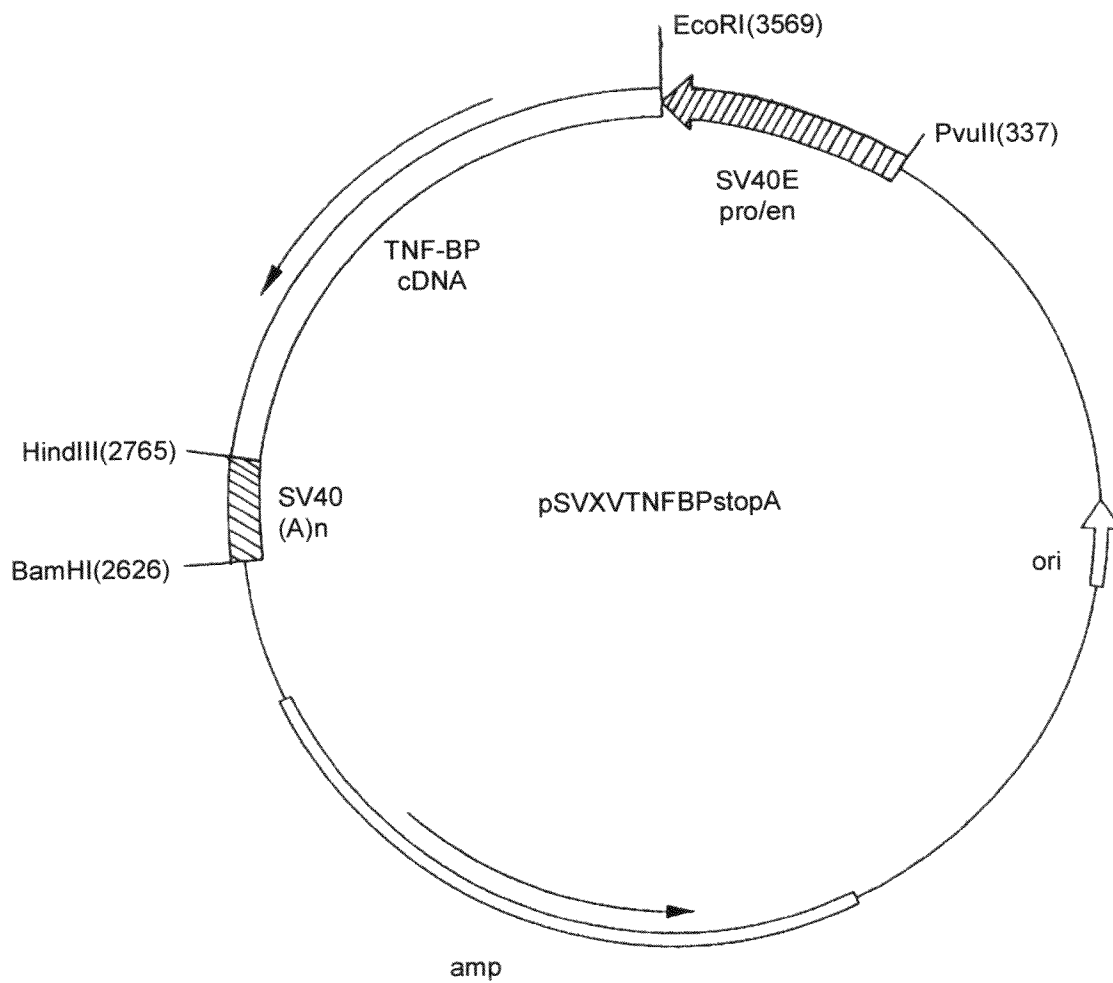 EcoRI(3569)
PvuII(337)
SV40E
pro/en
TNF-BP
cDNA
HindIII(2765)
SV40
(A)n
pSVXVTNFBPstopA
BamHI(2626)
ori
amp